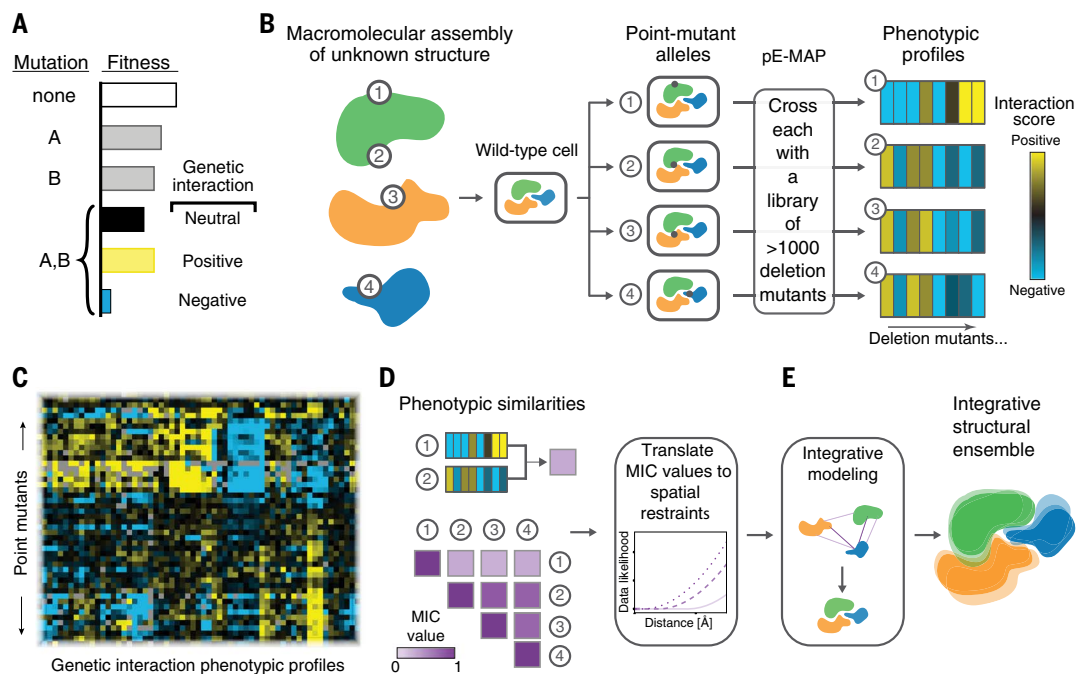 A
Mutation Fitness
none
A
B
Genetic
interaction
Neutral
A,B
Positive
Negative
B
Macromolecular assembly
of unknown structure
1
2
3
4
Wild-type cell
Point-mutant
alleles
1
2
3
4
pE-MAP
Cross
each
with
a
library
of
>1000
deletion
mutants
Phenotypic
profiles
1
2
3
4
Deletion mutants...
Interaction
score
Positive
Negative
C
Point mutants
Genetic interaction phenotypic profiles
D
Phenotypic similarities
1
2
1 2 3 4
1
2
3
4
MIC
value
0 1
Translate
MIC values to
spatial
restraints
Data likelihood
Distance [Å]
E
Integrative
modeling
Integrative
structural
ensemble